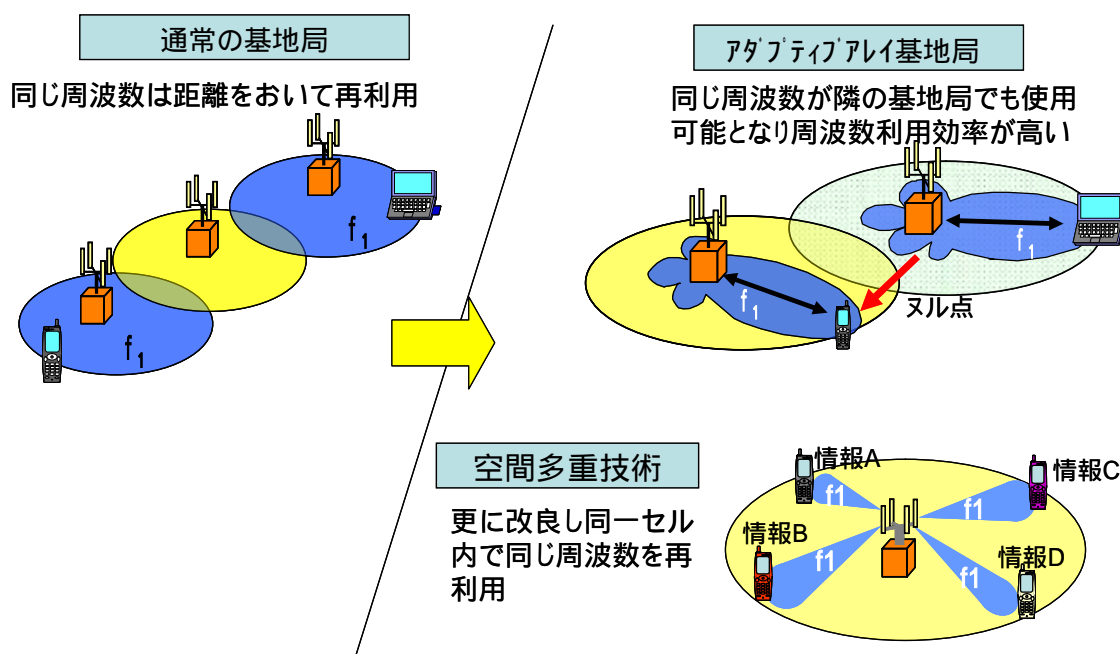 通常の基地局
同じ周波数は距離をおいて再利用
f1
f1
アダプティブアレイ基地局
同じ周波数が隣の基地局でも使用
可能となり周波数利用効率が高い
f1
f1
ヌル点
空間多重技術
更に改良し同一セル
内で同じ周波数を再
利用
情報A
情報C
f1
f1
情報B
f1
f1
情報D